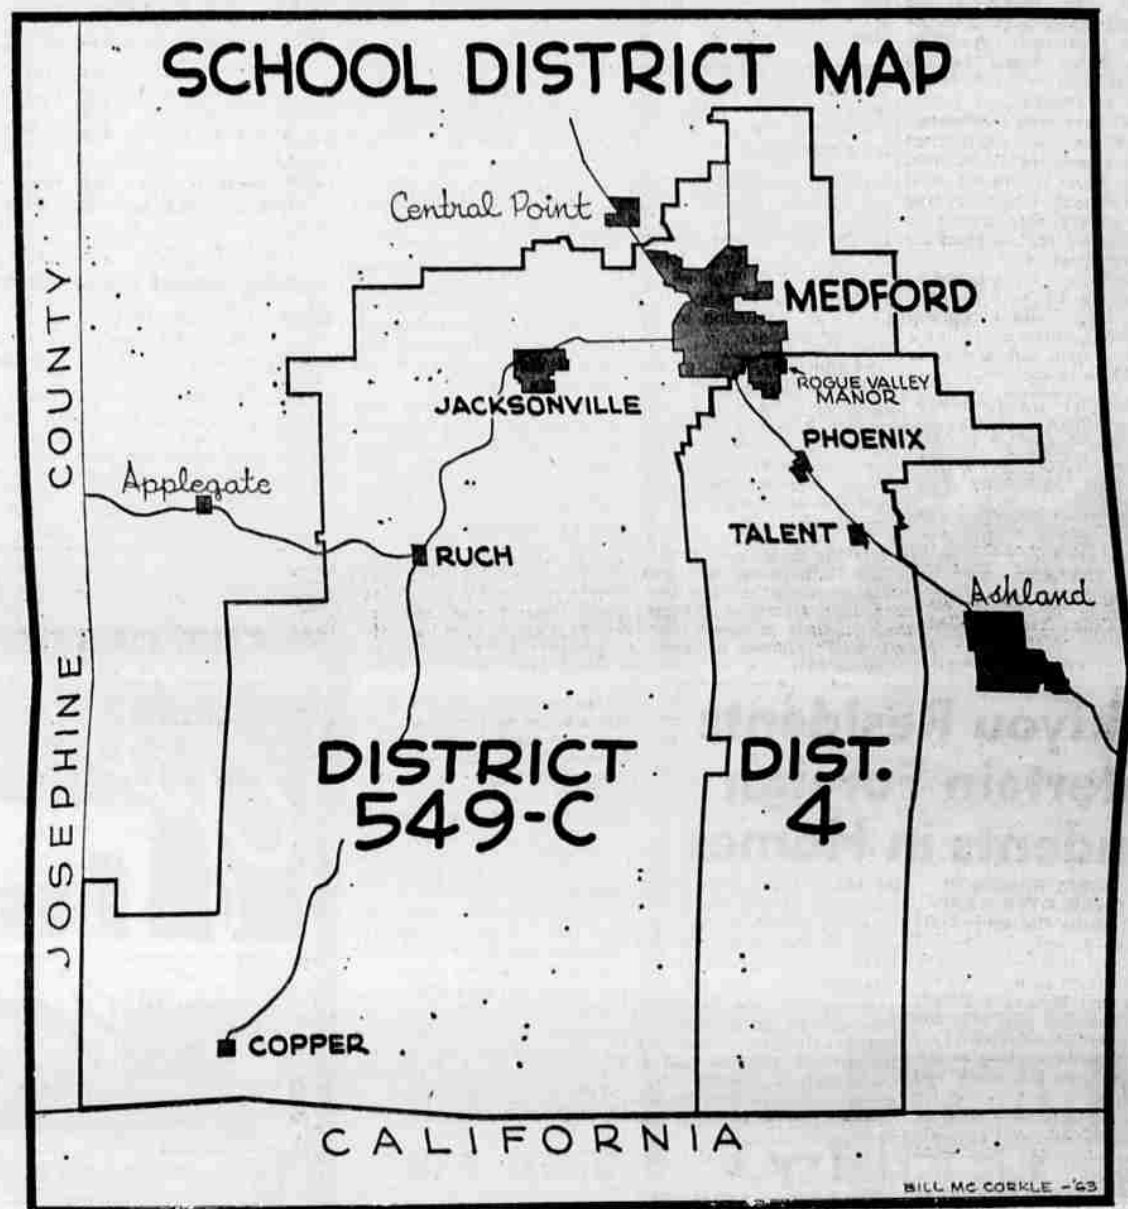 SCHOOL DISTRICT MAP
Central Point
MEDFORD
ROGUE VALLEY
MANOR
JACKSONVILLE
PHOENIX
Applegate
RUCH
TALENT
Ashland
JOSEPHINE COUNTY
DISTRICT
549-C
DIST.
4
COPPER
CALIFORNIA
BILL MC CORKLE - '63